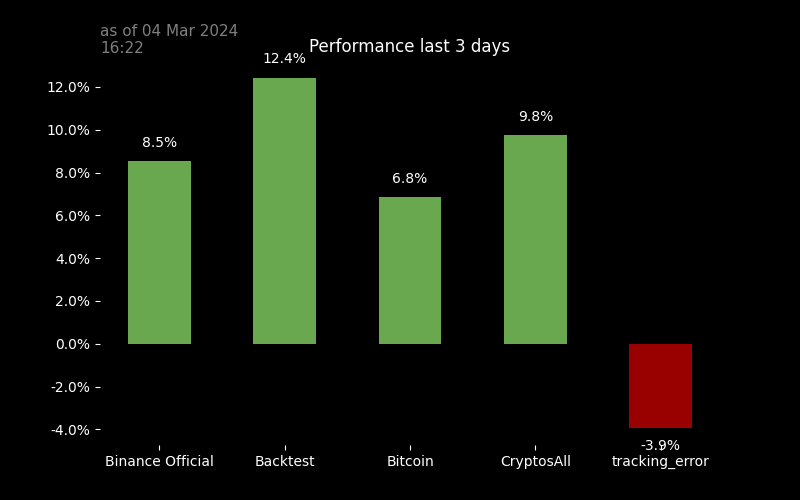 as of 04 Mar 2024
16:22
Performance last 3 days
12.4%
12.0%
10.0%
9.8%
8.5%
8.0%
6.8%
6.0%
4.0%
2.0%
0.0%
-2.0%
-4.0%
-3.9%
Binance Official
Backtest
Bitcoin
CryptosAll
tracking_error